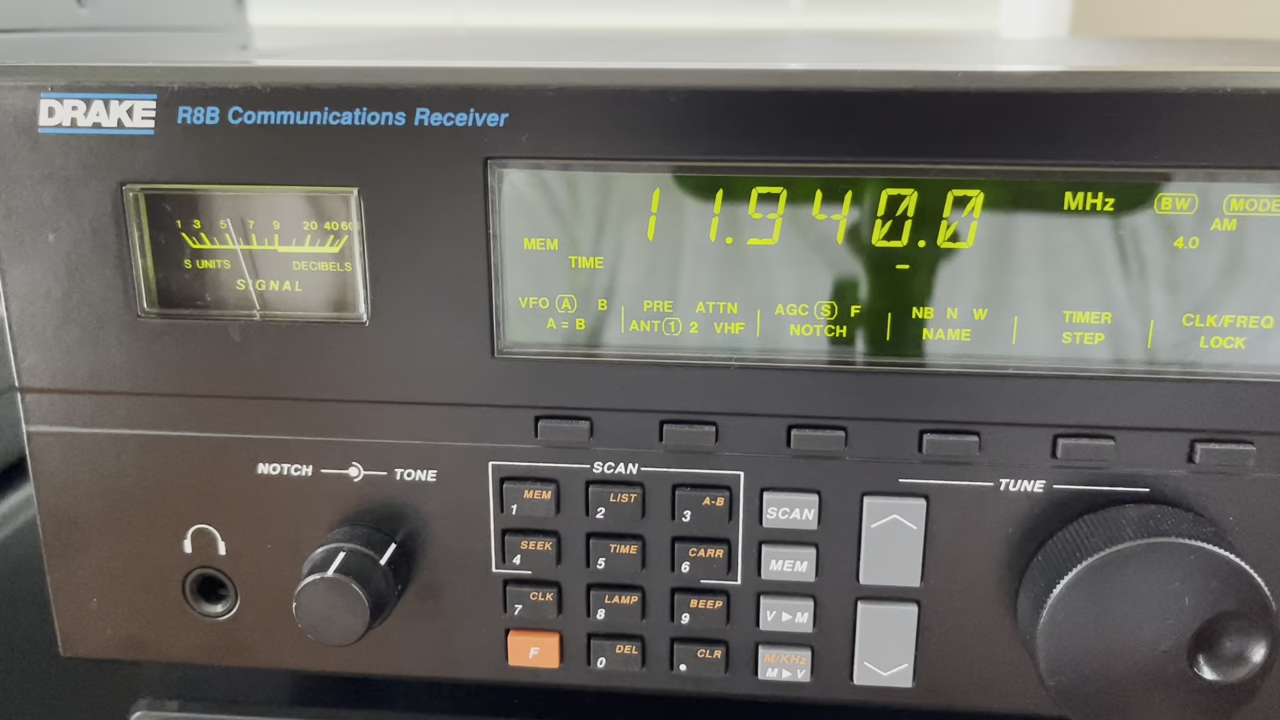 DRAKE R8B Communications Receiver
1 3 5 7 9 20 40 60
S UNITS DECIBELS
SIGNAL
11.940.0 MHz BW MODE
AM
4.0
MEM
TIME
VFO A B
A = B
PRE ATTN
ANT 1 2 VHF
AGC S F
NOTCH
NB N W
NAME
TIMER
STEP
CLK/FREQ
LOCK
NOTCH TONE
SCAN
TUNE
MEM LIST A-B
1 2 3
SCAN
SEEK TIME CARR
4 5 6
MEM
CLK LAMP BEEP
7 8 9
V ▶ M
F
DEL CLR
0 .
M/KHz
M ▶ V